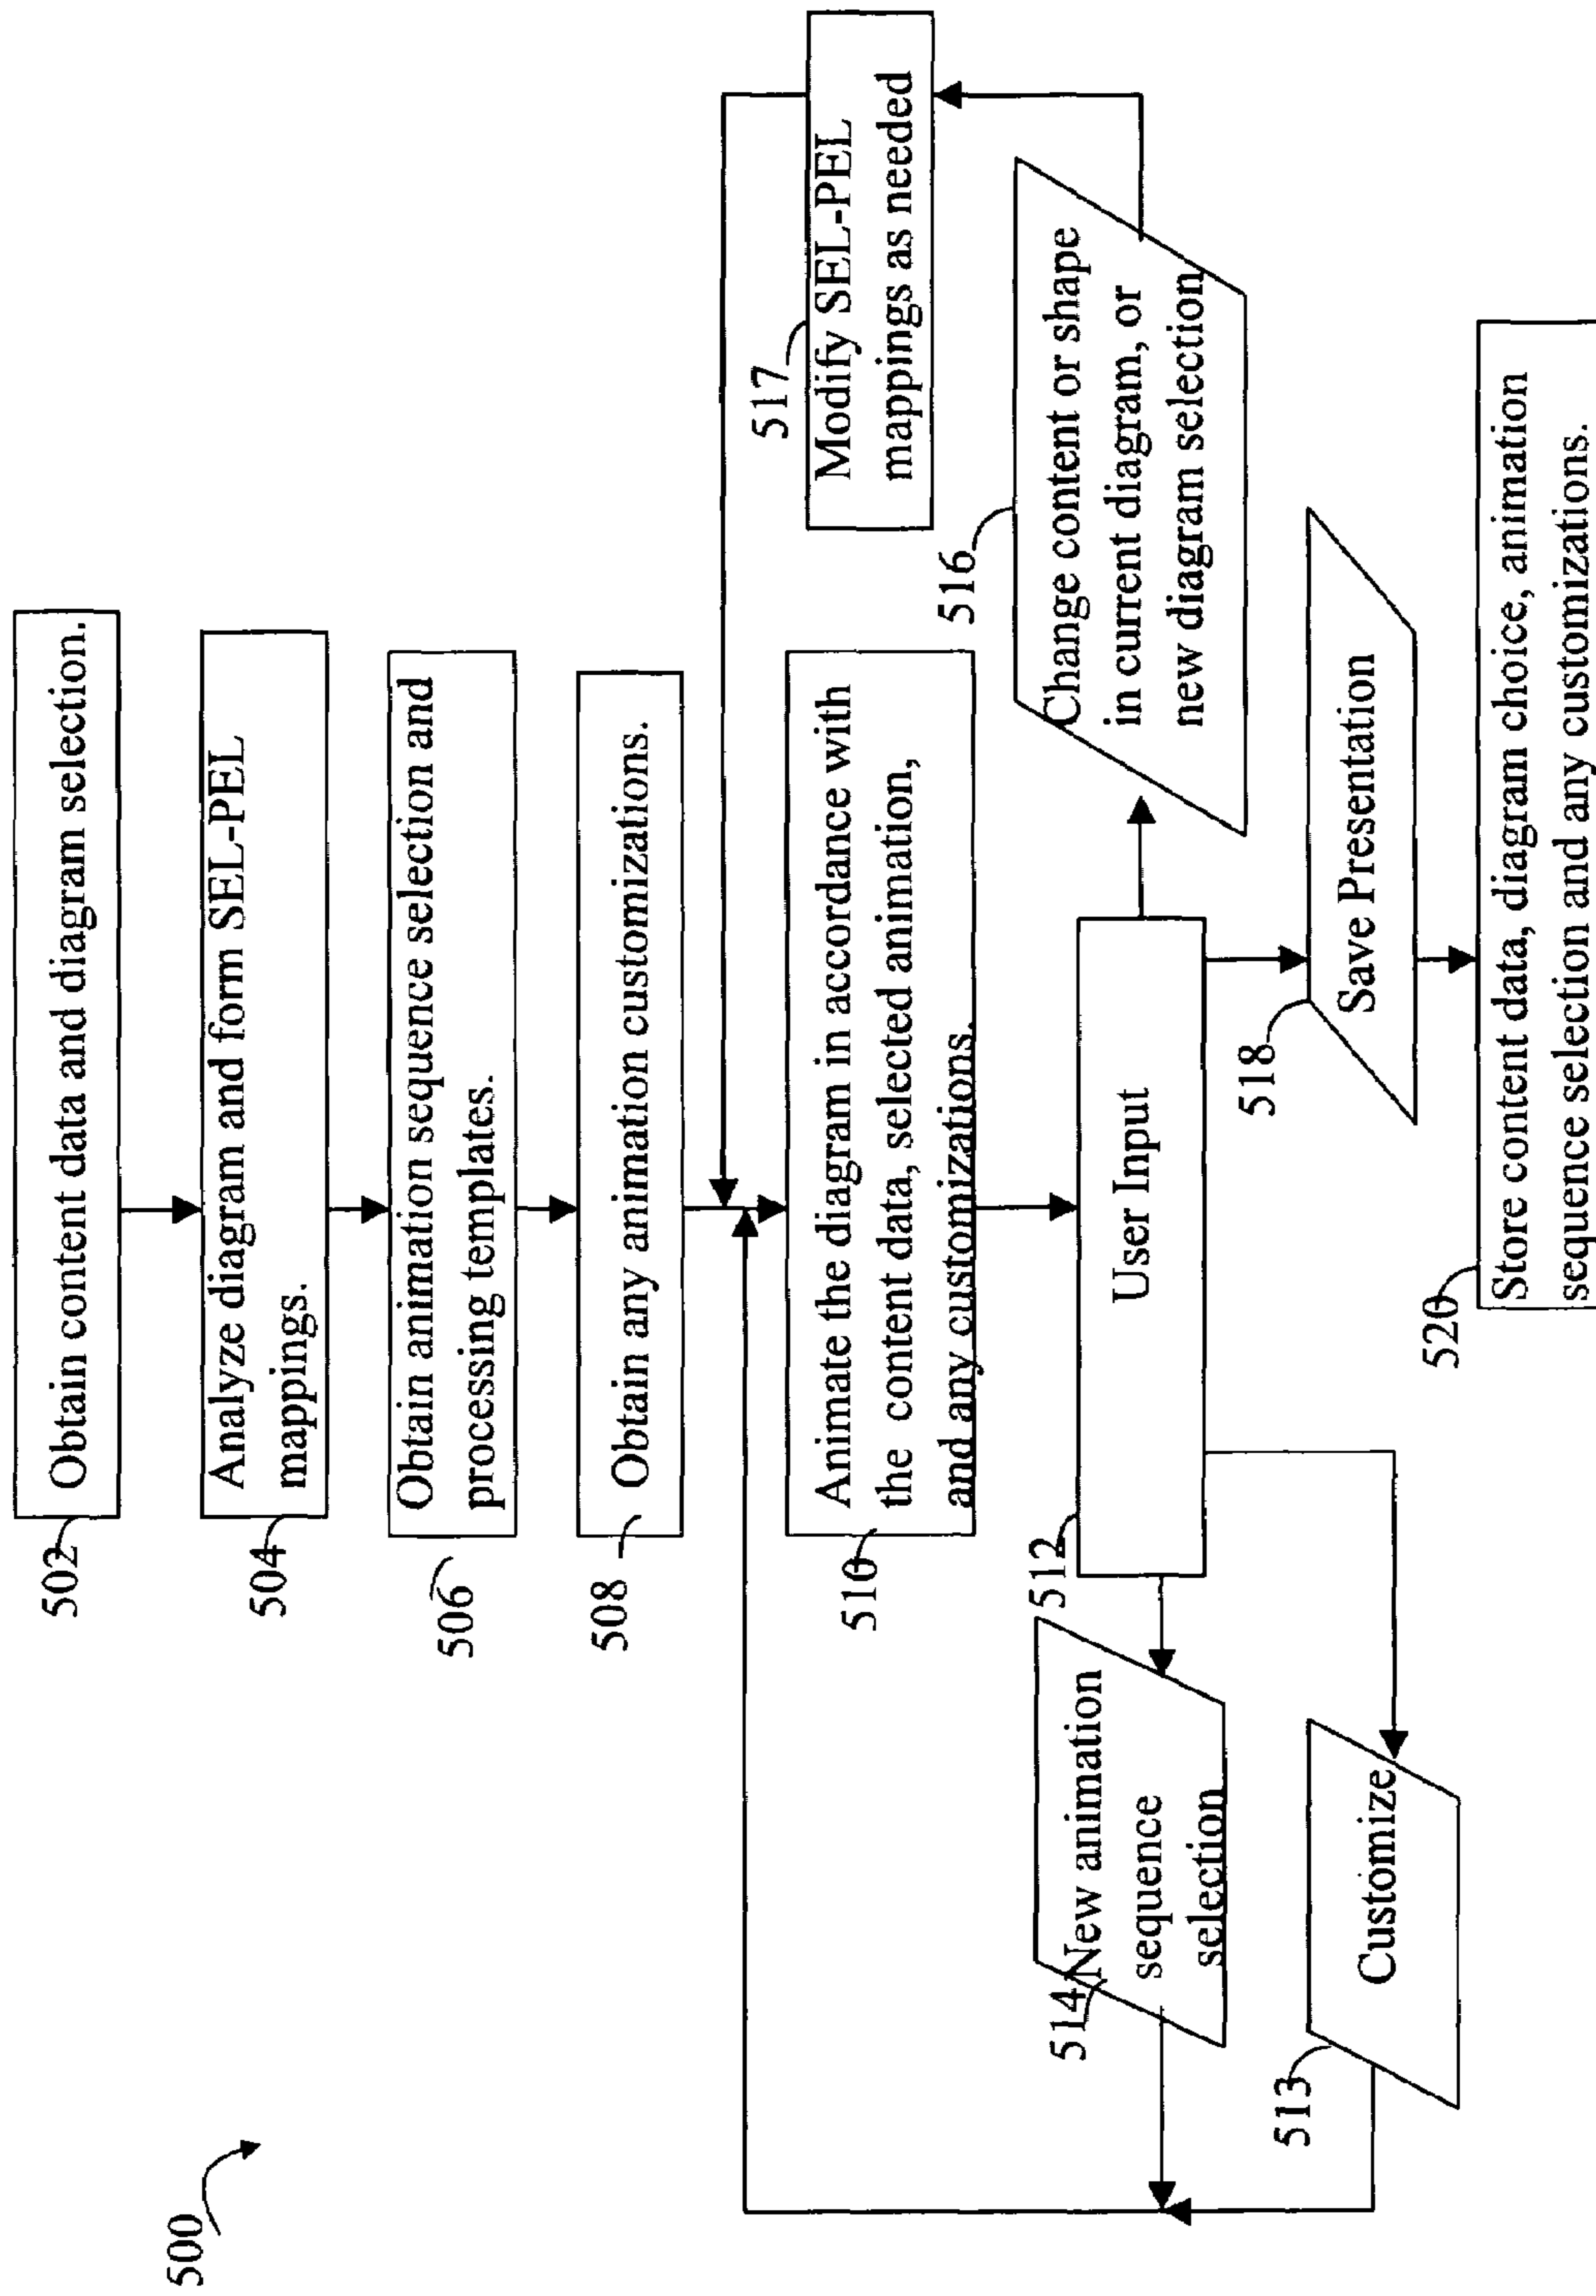 500
502
Obtain content data and diagram selection.
504
Analyze diagram and form SEL-PEL
mappings.
506
Obtain animation sequence selection and
processing templates.
508
Obtain any animation customizations.
510
Animate the diagram in accordance with
the content data, selected animation,
and any customizations.
512
User Input
514
New animation
sequence
selection
513
Customize
516
Change content or shape
in current diagram, or
new diagram selection
517
Modify SEL-PEL
mappings as needed
518
Save Presentation
520
Store content data, diagram choice, animation
sequence selection and any customizations.